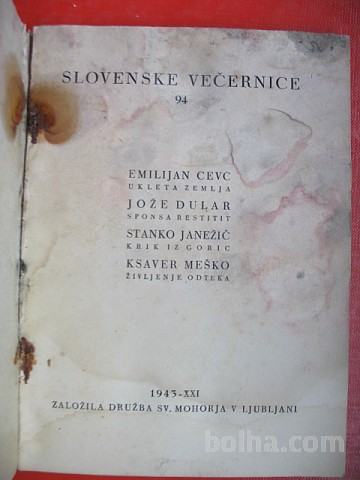 SLOVENSKE VEČERNICE
94
EMILIJAN CEVC
UKLETA ZEMLJA
JOŽE DULAR
SPONSA RESTITIT
STANKO JANEŽIČ
KRIK IZ GORIC
KSAVER MEŠKO
ŽIVLJENJE ODTEKA
1943-XXI
ZALOŽILA DRUŽBA SV. MOHORJA V LJUBLJANI
bolha.com